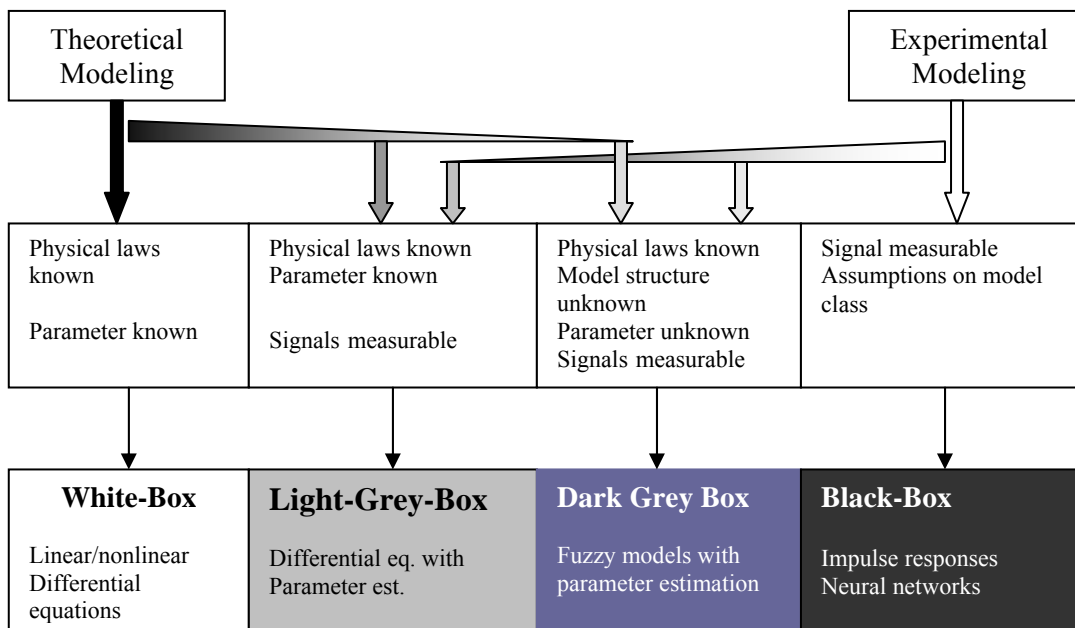 Theoretical
Modeling
Experimental
Modeling
Physical laws
known
Parameter known
Physical laws known
Parameter known
Signals measurable
Physical laws known
Model structure
unknown
Parameter unknown
Signals measurable
Signal measurable
Assumptions on model
class
White-Box
Linear/nonlinear
Differential
equations
Light-Grey-Box
Differential eq. with
Parameter est.
Dark Grey Box
Fuzzy models with
parameter estimation
Black-Box
Impulse responses
Neural networks